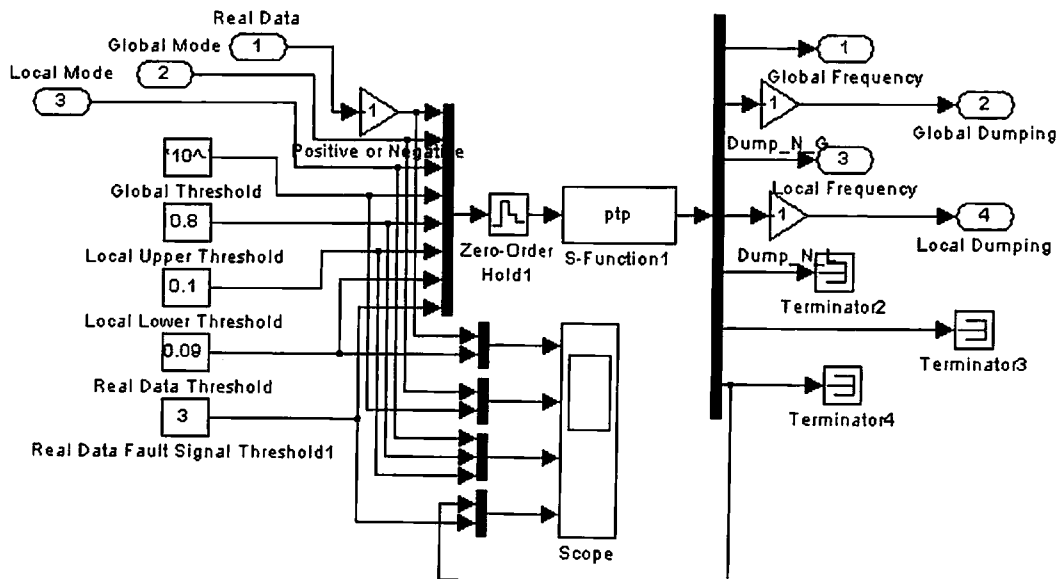 Real Data
1
Global Mode
2
Local Mode
3
1
Positive or Negative
Global Threshold
0.8
Local Upper Threshold
0.1
Local Lower Threshold
0.09
Real Data Threshold
3
Real Data Fault Signal Threshold1
Zero-Order
Hold1
ptp
S-Function1
Scope
1
Global Frequency
1
2
Global Dumping
Dump_N_G
3
Local Frequency
1
4
Local Dumping
Dump_N_L
Terminator2
Terminator3
Terminator4